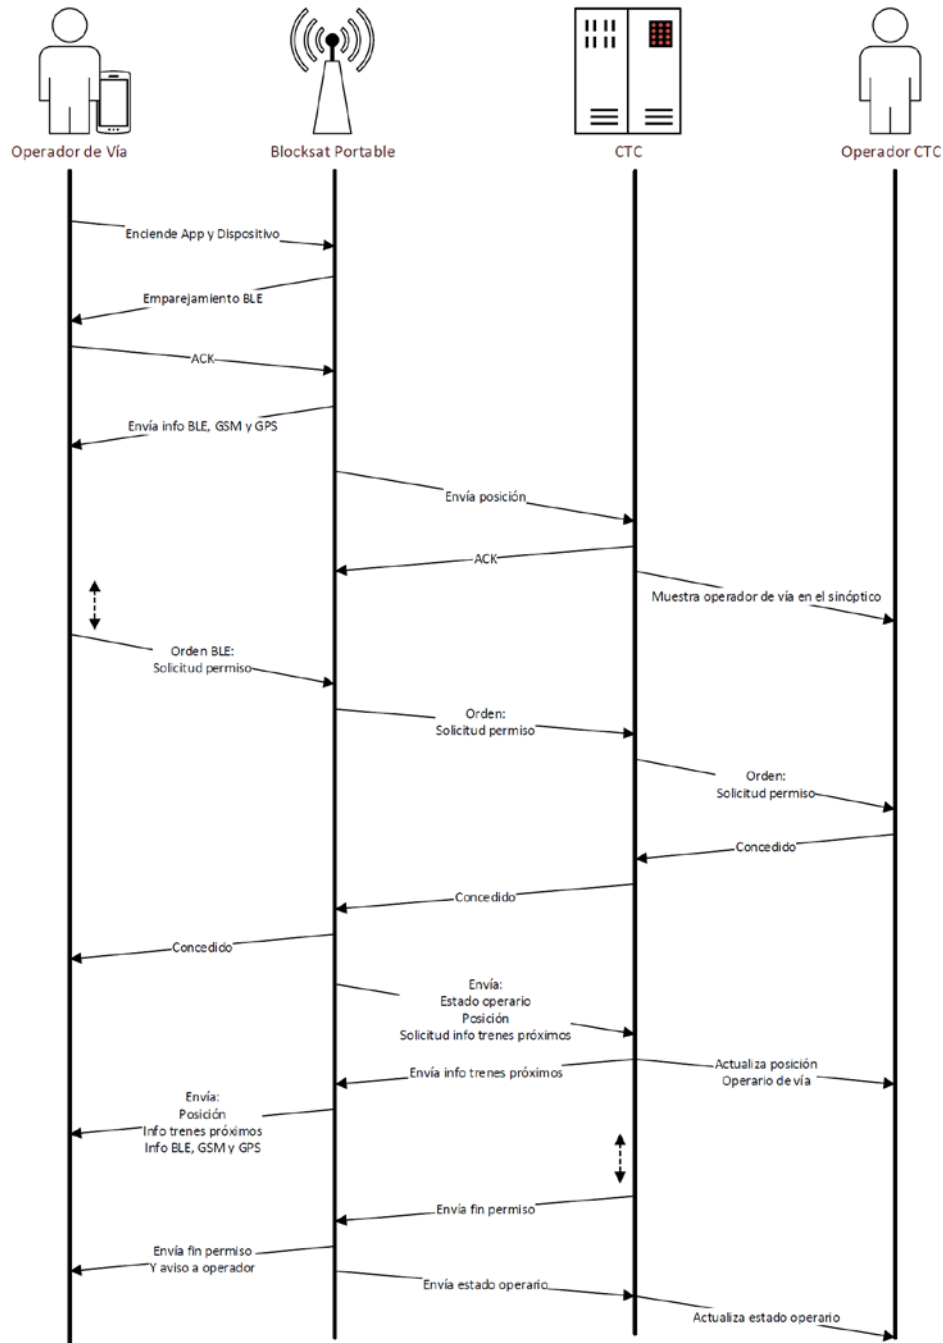 Operador de Vía
Blocksat Portable
CTC
Operador CTC
Enciende App y Dispositivo
Emparejamiento BLE
ACK
Envía info BLE, GSM y GPS
Envía posición
ACK
Muestra operador de vía en el sinóptico
Orden BLE:
Solicitud permiso
Orden:
Solicitud permiso
Orden:
Solicitud permiso
Concedido
Concedido
Concedido
Envía:
Estado operario
Posición
Solicitud info trenes próximos
Envía info trenes próximos
Actualiza posición
Operario de vía
Envía:
Posición
Info trenes próximos
Info BLE, GSM y GPS
Envía fin permiso
Envía fin permiso
Y aviso a operador
Envía estado operario
Actualiza estado operario